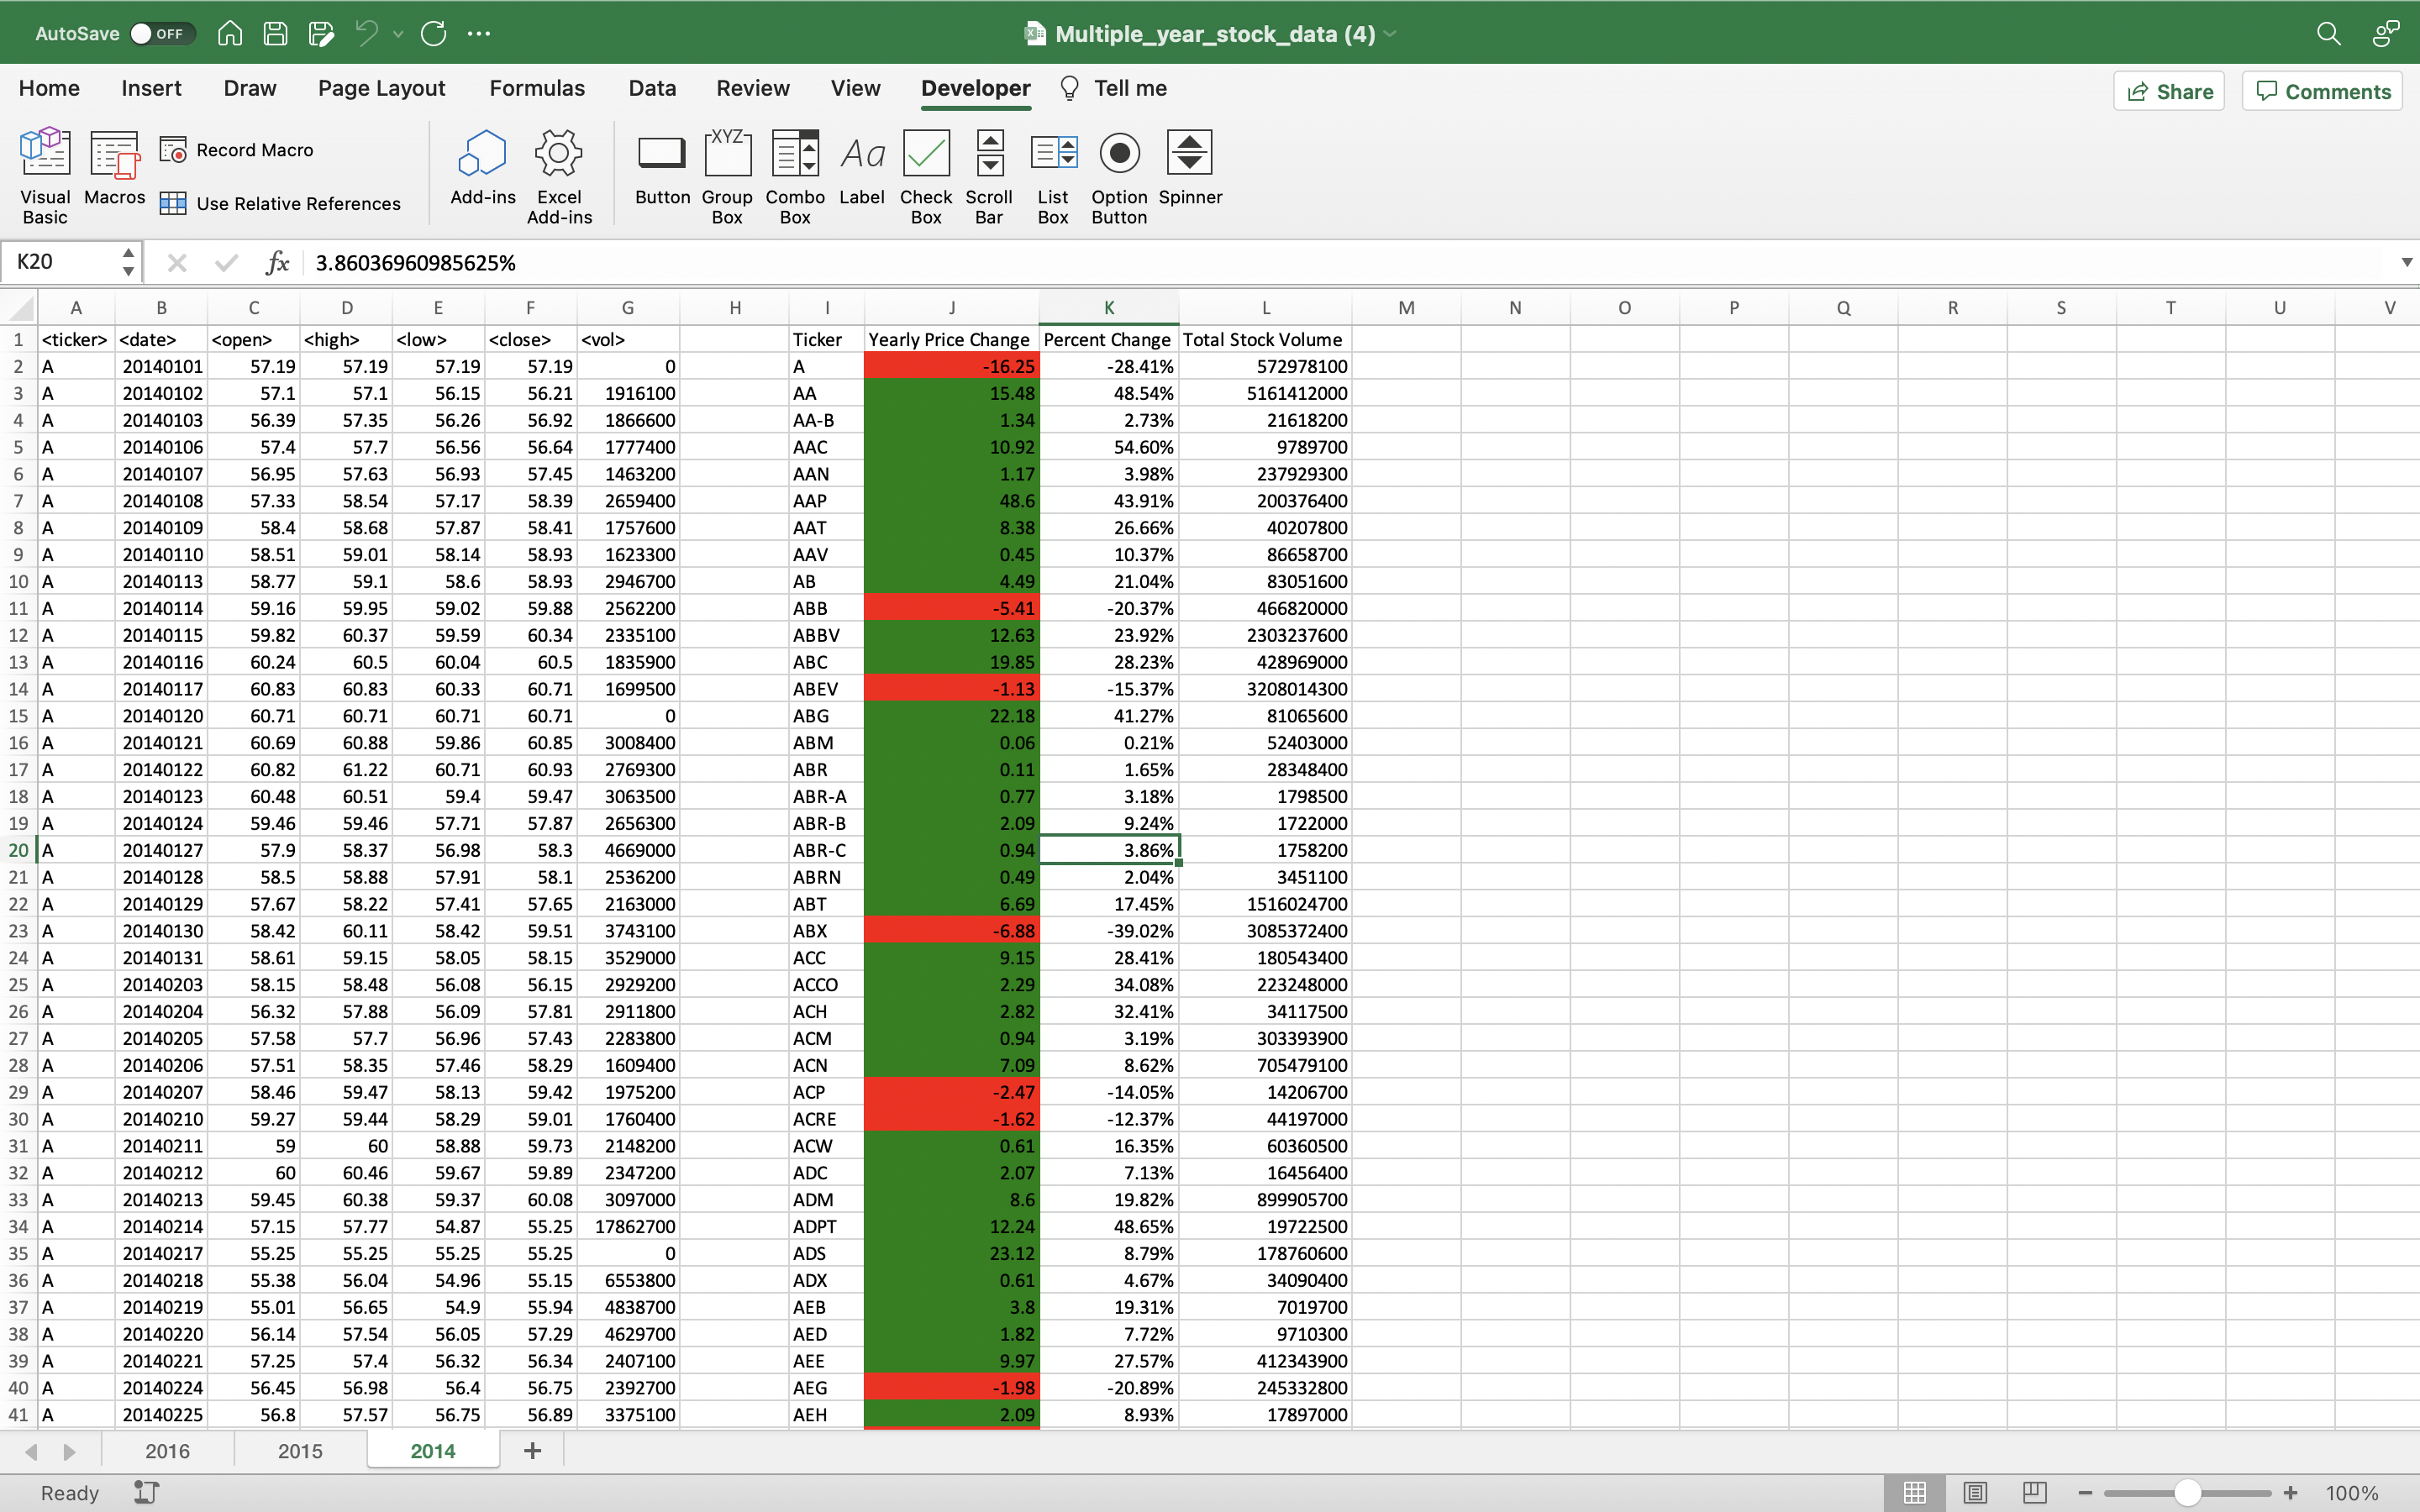 AutoSave OFF Multiple_year_stock_data (4)
Home Insert Draw Page Layout Formulas Data Review View Developer Tell me Share Comments
Visual Basic Macros Record Macro Use Relative References Add-ins Excel Add-ins Button XYZ Group Box Combo Box Aa Label Check Box Scroll Bar List Box Option Button Spinner
K20 fx 3.86036960985625%
A B C D E F G H I J K L M N O P Q R S T U V
1 <ticker> <date> <open> <high> <low> <close> <vol> Ticker Yearly Price Change Percent Change Total Stock Volume
2 A 20140101 57.19 57.19 57.19 57.19 0 A -16.25 -28.41% 572978100
3 A 20140102 57.1 57.1 56.15 56.21 1916100 AA 15.48 48.54% 5161412000
4 A 20140103 56.39 57.35 56.26 56.92 1866600 AA-B 1.34 2.73% 21618200
5 A 20140106 57.4 57.7 56.56 56.64 1777400 AAC 10.92 54.60% 9789700
6 A 20140107 56.95 57.63 56.93 57.45 1463200 AAN 1.17 3.98% 237929300
7 A 20140108 57.33 58.54 57.17 58.39 2659400 AAP 48.6 43.91% 200376400
8 A 20140109 58.4 58.68 57.87 58.41 1757600 AAT 8.38 26.66% 40207800
9 A 20140110 58.51 59.01 58.14 58.93 1623300 AAV 0.45 10.37% 86658700
10 A 20140113 58.77 59.1 58.6 58.93 2946700 AB 4.49 21.04% 83051600
11 A 20140114 59.16 59.95 59.02 59.88 2562200 ABB -5.41 -20.37% 466820000
12 A 20140115 59.82 60.37 59.59 60.34 2335100 ABBV 12.63 23.92% 2303237600
13 A 20140116 60.24 60.5 60.04 60.5 1835900 ABC 19.85 28.23% 428969000
14 A 20140117 60.83 60.83 60.33 60.71 1699500 ABEV -1.13 -15.37% 3208014300
15 A 20140120 60.71 60.71 60.71 60.71 0 ABG 22.18 41.27% 81065600
16 A 20140121 60.69 60.88 59.86 60.85 3008400 ABM 0.06 0.21% 52403000
17 A 20140122 60.82 61.22 60.71 60.93 2769300 ABR 0.11 1.65% 28348400
18 A 20140123 60.48 60.51 59.4 59.47 3063500 ABR-A 0.77 3.18% 1798500
19 A 20140124 59.46 59.46 57.71 57.87 2656300 ABR-B 2.09 9.24% 1722000
20 A 20140127 57.9 58.37 56.98 58.3 4669000 ABR-C 0.94 3.86% 1758200
21 A 20140128 58.5 58.88 57.91 58.1 2536200 ABRN 0.49 2.04% 3451100
22 A 20140129 57.67 58.22 57.41 57.65 2163000 ABT 6.69 17.45% 1516024700
23 A 20140130 58.42 60.11 58.42 59.51 3743100 ABX -6.88 -39.02% 3085372400
24 A 20140131 58.61 59.15 58.05 58.15 3529000 ACC 9.15 28.41% 180543400
25 A 20140203 58.15 58.48 56.08 56.15 2929200 ACCO 2.29 34.08% 223248000
26 A 20140204 56.32 57.88 56.09 57.81 2911800 ACH 2.82 32.41% 34117500
27 A 20140205 57.58 57.7 56.96 57.43 2283800 ACM 0.94 3.19% 303393900
28 A 20140206 57.51 58.35 57.46 58.29 1609400 ACN 7.09 8.62% 705479100
29 A 20140207 58.46 59.47 58.13 59.42 1975200 ACP -2.47 -14.05% 14206700
30 A 20140210 59.27 59.44 58.29 59.01 1760400 ACRE -1.62 -12.37% 44197000
31 A 20140211 59 60 58.88 59.73 2148200 ACW 0.61 16.35% 60360500
32 A 20140212 60 60.46 59.67 59.89 2347200 ADC 2.07 7.13% 16456400
33 A 20140213 59.45 60.38 59.37 60.08 3097000 ADM 8.6 19.82% 899905700
34 A 20140214 57.15 57.77 54.87 55.25 17862700 ADPT 12.24 48.65% 19722500
35 A 20140217 55.25 55.25 55.25 55.25 0 ADS 23.12 8.79% 178760600
36 A 20140218 55.38 56.04 54.96 55.15 6553800 ADX 0.61 4.67% 34090400
37 A 20140219 55.01 56.65 54.9 55.94 4838700 AEB 3.8 19.31% 7019700
38 A 20140220 56.14 57.54 56.05 57.29 4629700 AED 1.82 7.72% 9710300
39 A 20140221 57.25 57.4 56.32 56.34 2407100 AEE 9.97 27.57% 412343900
40 A 20140224 56.45 56.98 56.4 56.75 2392700 AEG -1.98 -20.89% 245332800
41 A 20140225 56.8 57.57 56.75 56.89 3375100 AEH 2.09 8.93% 17897000
2016 2015 2014
Ready 100%